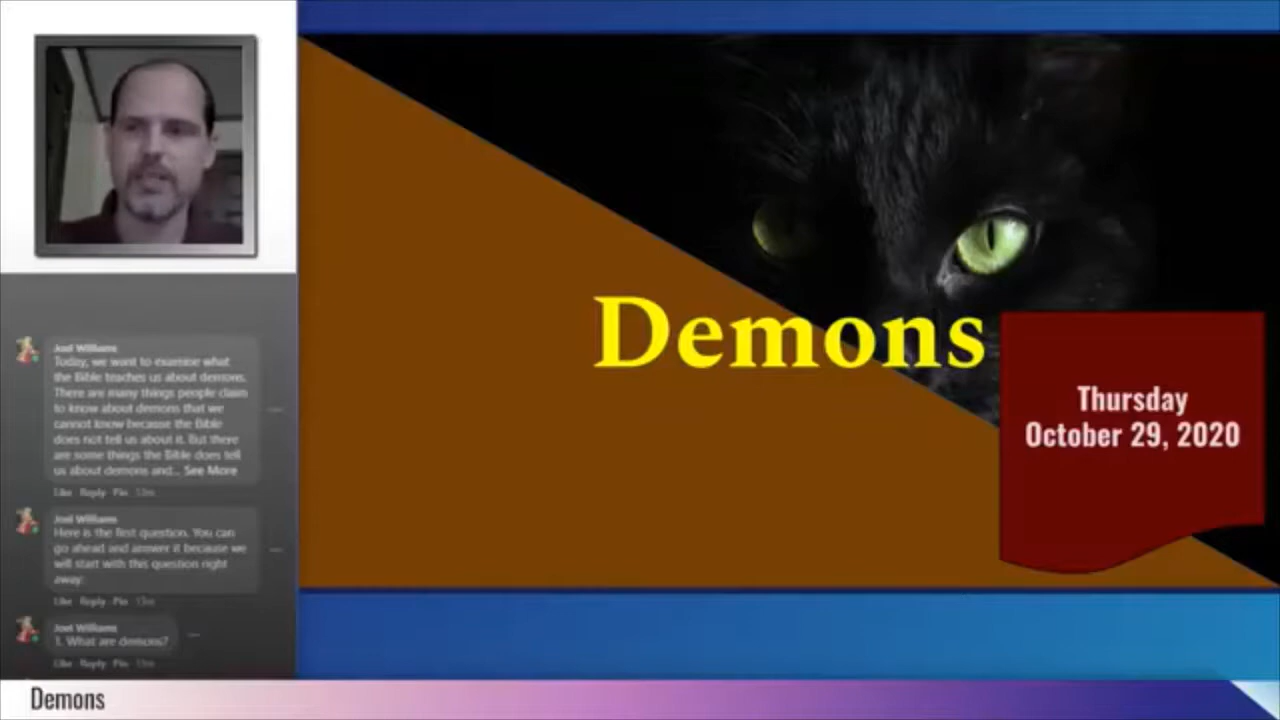 Joel Williams
Today, we want to examine what
the Bible teaches us about demons.
There are many things people claim
to know about demons that we
cannot know because the Bible
does not tell us about it. But there
are some things the Bible does tell
us about demons and... See More
Like Reply Pin 13m
Joel Williams
Here is the first question. You can
go ahead and answer it because we
will start with this question right
away:
Like Reply Pin 13m
Joel Williams
1. What are demons?
Like Reply Pin 13m
Demons
Thursday
October 29, 2020
Demons